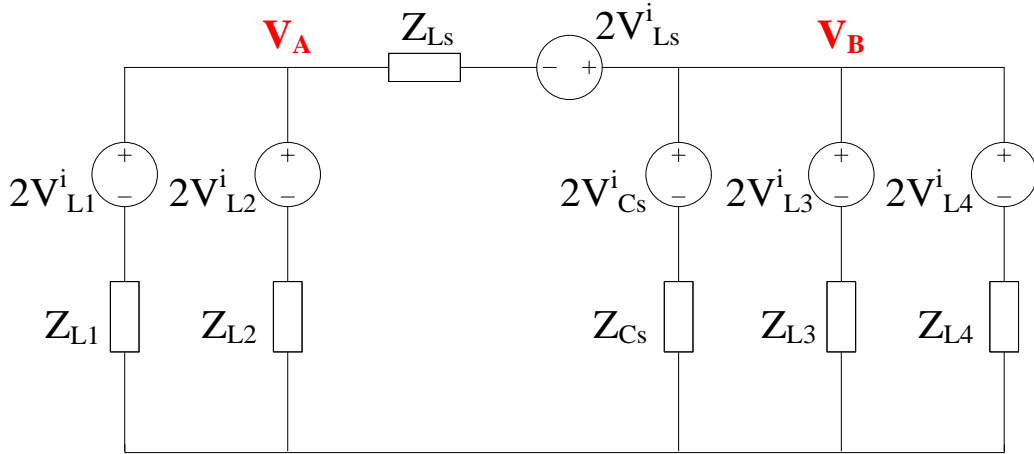 V_A Z_Ls 2V^i_Ls V_B
− +
+ + + + +
2V^i_L1 2V^i_L2 2V^i_Cs 2V^i_L3 2V^i_L4
− − − − −
Z_L1 Z_L2 Z_Cs Z_L3 Z_L4